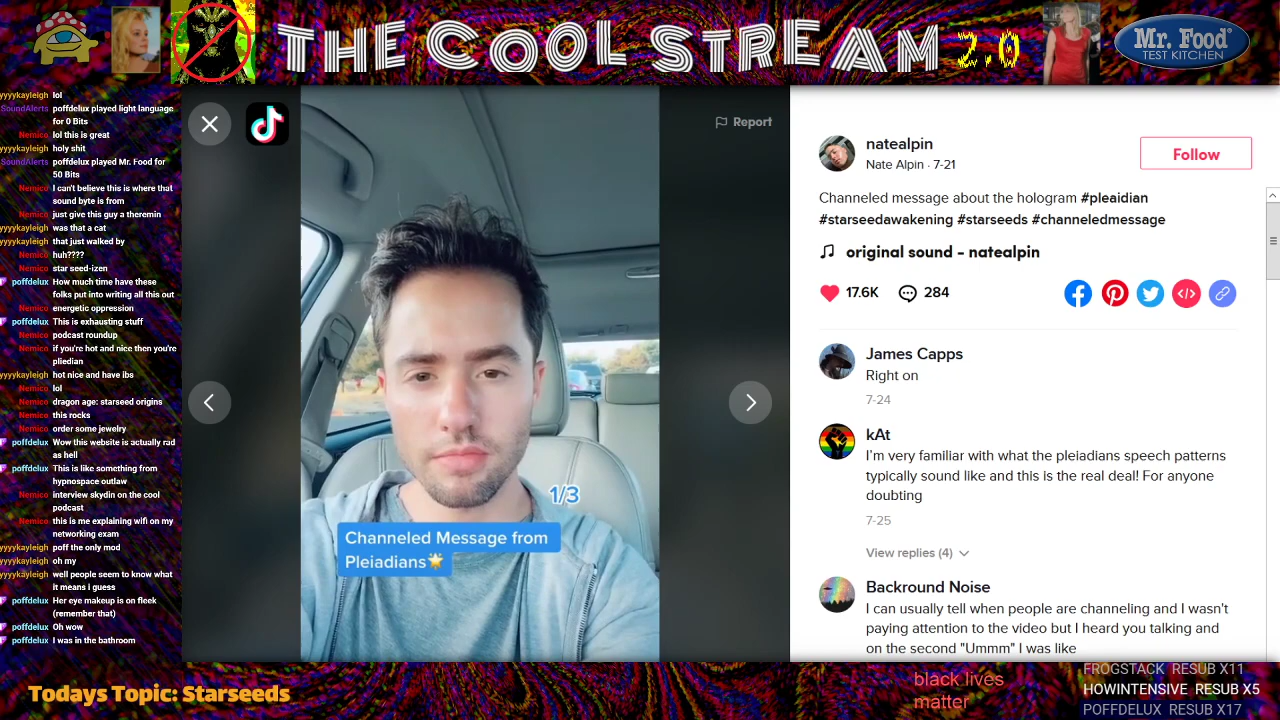 THE COOL STREAM 2.0
Mr. Food®
TEST KITCHEN
yyyykayleigh lol
SoundAlerts poffdelux played light language
for 0 Bits
Nemico lol this is great
yyyykayleigh holy shit
SoundAlerts poffdelux played Mr. Food for
50 Bits
Nemico I can't believe this is where that
sound byte is from
Nemico just give this guy a theremin
yyyykayleigh was that a cat
yyyykayleigh that just walked by
Nemico huh????
Nemico star seed-izen
poffdelux How much time have these
folks put into writing all this out
Nemico energetic oppression
poffdelux This is exhausting stuff
Nemico podcast roundup
Nemico if you're hot and nice then you're
pliedian
yyyykayleigh hot nice and have ibs
Nemico lol
Nemico dragon age: starseed origins
Nemico this rocks
Nemico order some jewelry
poffdelux Wow this website is actually rad
as hell
poffdelux This is like something from
hypnospace outlaw
Nemico interview skydin on the cool
podcast
Nemico this is me explaining wifi on my
networking exam
yyyykayleigh poff the only mod
yyyykayleigh oh my
yyyykayleigh well people seem to know what
it means i guess
poffdelux Her eye makeup is on fleek
(remember that)
poffdelux Oh wow
poffdelux I was in the bathroom
Report
1/3
Channeled Message from
Pleiadians
natealpin
Nate Alpin · 7-21
Follow
Channeled message about the hologram #pleaidian
#starseedawakening #starseeds #channeledmessage
original sound - natealpin
17.6K 284
James Capps
Right on
7-24
kAt
I'm very familiar with what the pleiadians speech patterns
typically sound like and this is the real deal! For anyone
doubting
7-25
View replies (4)
Backround Noise
I can usually tell when people are channeling and I wasn't
paying attention to the video but I heard you talking and
on the second "Ummm" I was like
Todays Topic: Starseeds
black lives
matter
FROGSTACK RESUB X11
HOWINTENSIVE RESUB X5
POFFDELUX RESUB X17